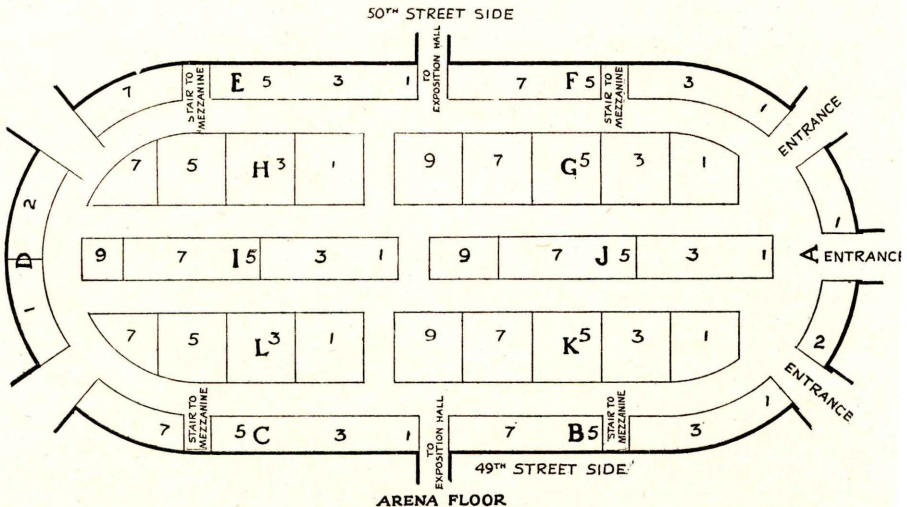 50TH STREET SIDE
TO EXPOSITION HALL
7 STAIR TO MEZZANINE E 5 3 1
7 F 5 STAIR TO MEZZANINE 3 1
ENTRANCE
7 5 H 3 1
9 7 G 5 3 1
2 D 1
1 A ENTRANCE
9 7 I 5 3 1
9 7 J 5 3 1
7 5 L 3 1
9 7 K 5 3 1
2
ENTRANCE
7 STAIR TO MEZZANINE 5 C 3 1
7 B 5 STAIR TO MEZZANINE 3 1
TO EXPOSITION HALL
49TH STREET SIDE
ARENA FLOOR